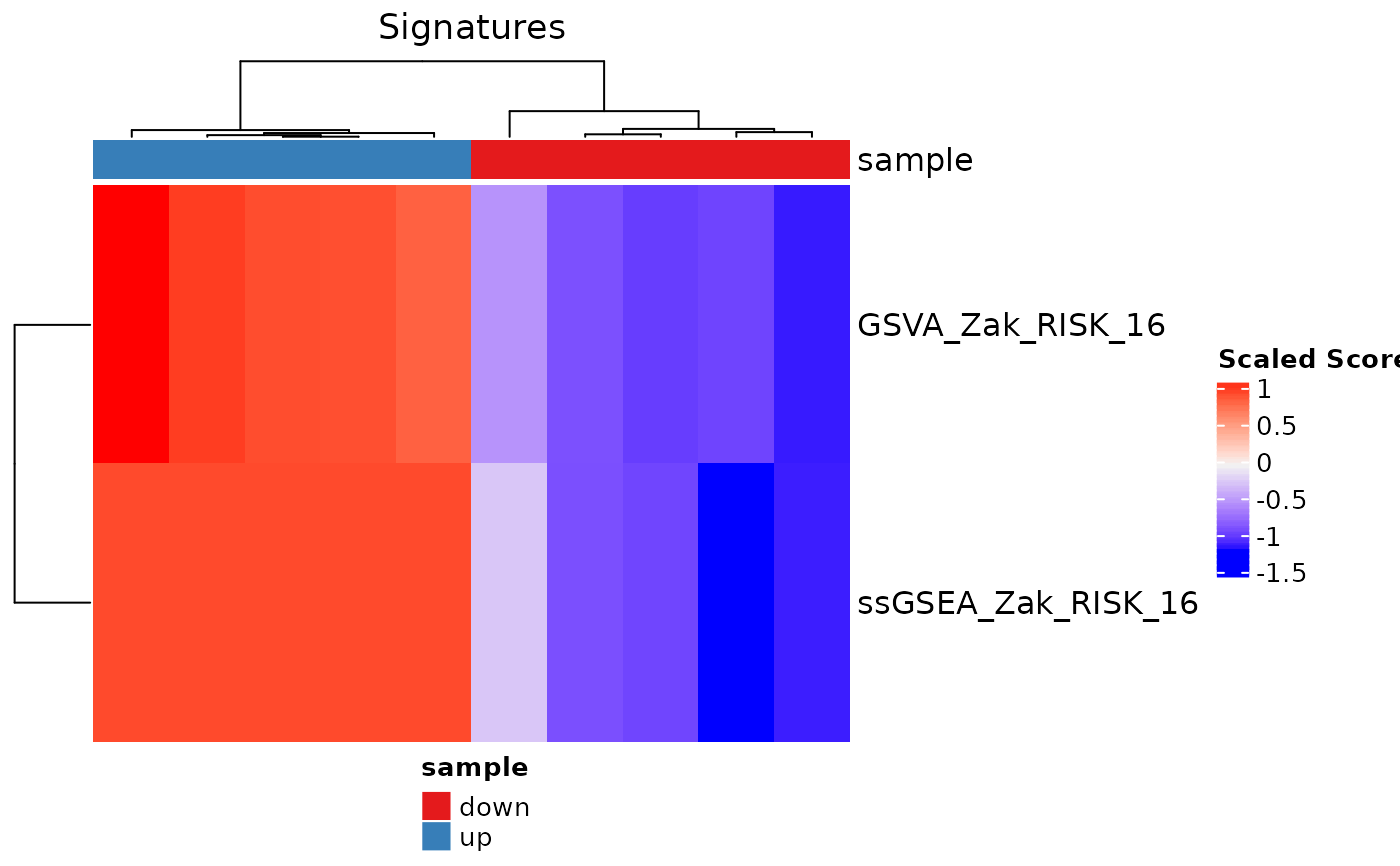 Signatures
sample
GSVA_Zak_RISK_16
ssGSEA_Zak_RISK_16
Scaled Score
1
0.5
0
-0.5
-1
-1.5
sample
down
up